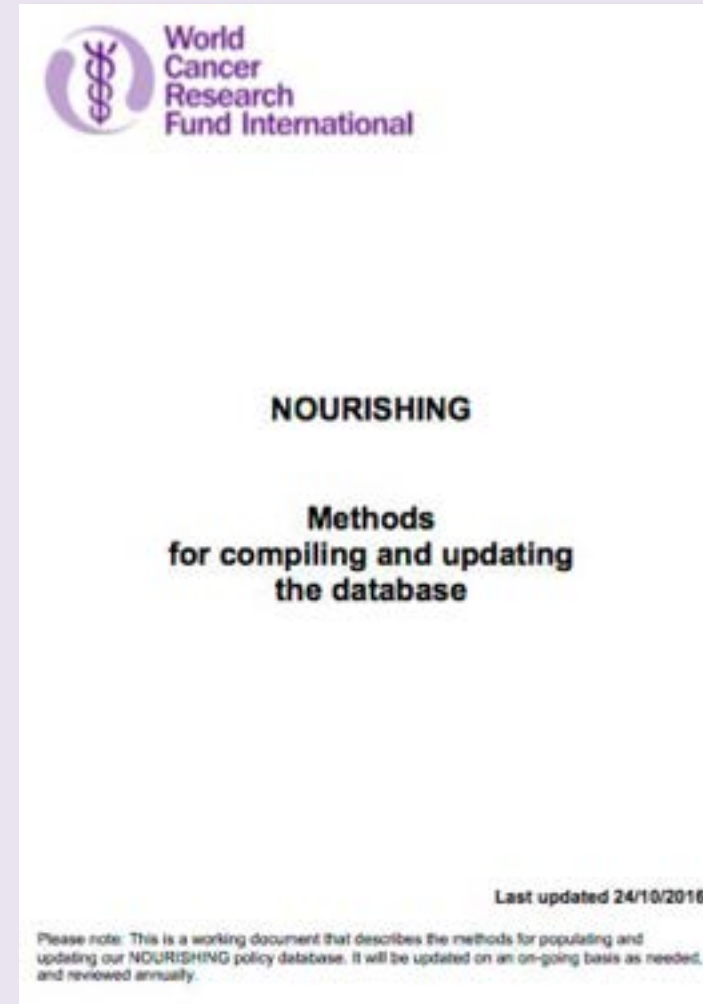 World
Cancer
Research
Fund International
NOURISHING
Methods
for compiling and updating
the database
Last updated 24/10/2016
Please note: This is a working document that describes the methods for populating and
updating our NOURISHING policy database. It will be updated on an on-going basis as needed,
and reviewed annually.